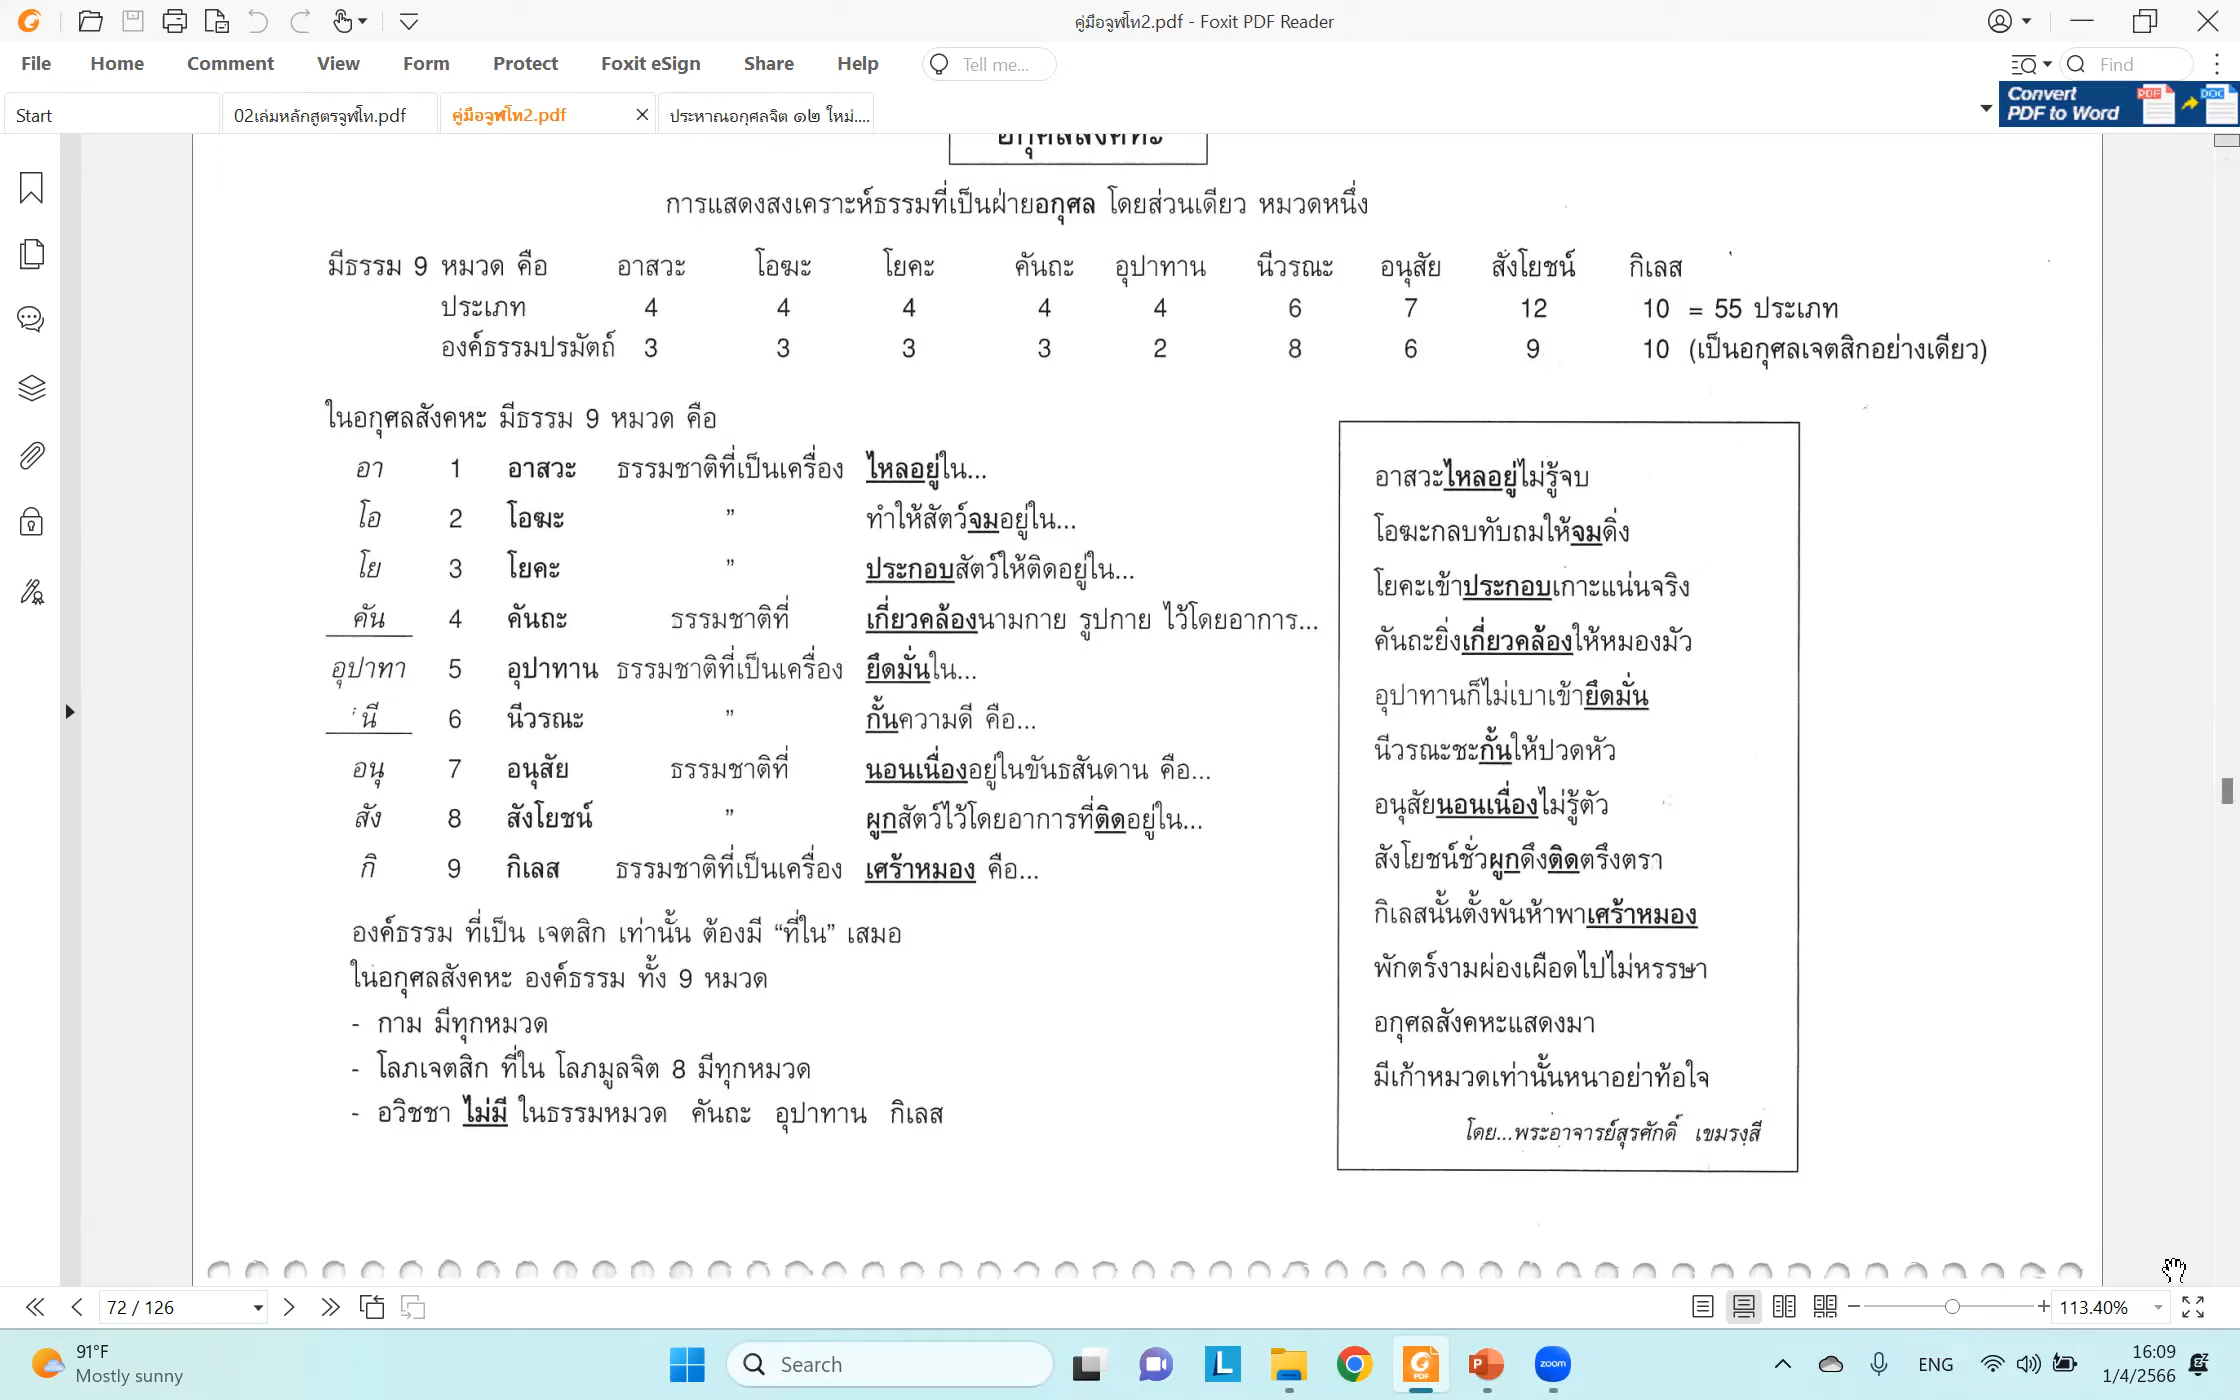 คู่มือจูฬโท2.pdf - Foxit PDF Reader
File Home Comment View Form Protect Foxit eSign Share Help Tell me... Find
Start 02เล่มหลักสูตรจูฬโท.pdf คู่มือจูฬโท2.pdf ประหาณอกุศลจิต ๑๒ ใหม่....
Convert PDF to Word PDF DOC
อกุศลสังคหะ
การแสดงสงเคราะห์ธรรมที่เป็นฝ่ายอกุศล โดยส่วนเดียว หมวดหนึ่ง
มีธรรม 9 หมวด คือ อาสวะ โอฆะ โยคะ คันถะ อุปาทาน นีวรณะ อนุสัย สังโยชน์ กิเลส
ประเภท 4 4 4 4 4 6 7 12 10 = 55 ประเภท
องค์ธรรมปรมัตถ์ 3 3 3 3 2 8 6 9 10 (เป็นอกุศลเจตสิกอย่างเดียว)
ในอกุศลสังคหะ มีธรรม 9 หมวด คือ
อา 1 อาสวะ ธรรมชาติที่เป็นเครื่อง ไหลอยู่ใน...
โอ 2 โอฆะ ” ทำให้สัตว์จมอยู่ใน...
โย 3 โยคะ ” ประกอบสัตว์ให้ติดอยู่ใน...
คัน 4 คันถะ ธรรมชาติที่ เกี่ยวคล้องนามกาย รูปกาย ไว้โดยอาการ...
อุปาทา 5 อุปาทาน ธรรมชาติที่เป็นเครื่อง ยึดมั่นใน...
นี 6 นีวรณะ ” กั้นความดี คือ...
อนุ 7 อนุสัย ธรรมชาติที่ นอนเนื่องอยู่ในขันธสันดาน คือ...
สัง 8 สังโยชน์ ” ผูกสัตว์ไว้โดยอาการที่ติดอยู่ใน...
กิ 9 กิเลส ธรรมชาติที่เป็นเครื่อง เศร้าหมอง คือ...
องค์ธรรม ที่เป็น เจตสิก เท่านั้น ต้องมี “ที่ใน” เสมอ
ในอกุศลสังคหะ องค์ธรรม ทั้ง 9 หมวด
- กาม มีทุกหมวด
- โลภเจตสิก ที่ใน โลภมูลจิต 8 มีทุกหมวด
- อวิชชา ไม่มี ในธรรมหมวด คันถะ อุปาทาน กิเลส
อาสวะไหลอยู่ไม่รู้จบ
โอฆะกลบทับถมให้จมดิ่ง
โยคะเข้าประกอบเกาะแน่นจริง
คันถะยิ่งเกี่ยวคล้องให้หมองมัว
อุปาทานก็ไม่เบาเข้ายึดมั่น
นีวรณะชะกั้นให้ปวดหัว
อนุสัยนอนเนื่องไม่รู้ตัว
สังโยชน์ชั่วผูกดึงติดตรึงตรา
กิเลสนั้นตั้งพันห้าพาเศร้าหมอง
พักตร์งามผ่องเผือดไปไม่หรรษา
อกุศลสังคหะแสดงมา
มีเก้าหมวดเท่านั้นหนาอย่าท้อใจ
โดย...พระอาจารย์สุรศักดิ์ เขมรงฺสี
72 / 126 113.40%
91°F
Mostly sunny
Search
zoom
ENG
16:09
1/4/2566